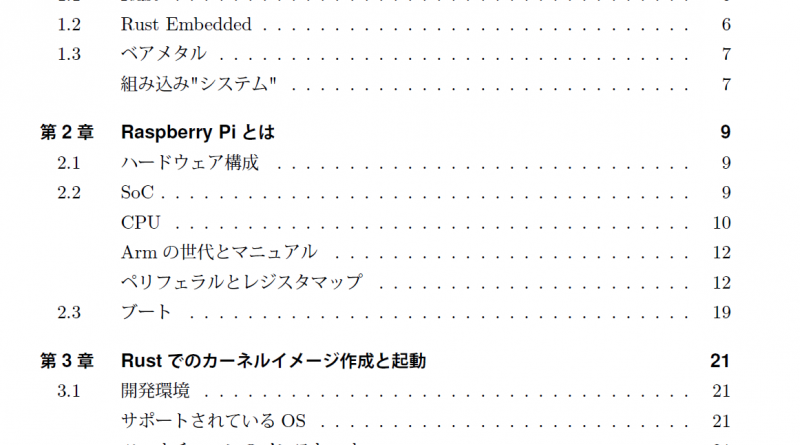 1.2 Rust Embedded . . . . . . . . . . . . . . . . . . . . . . . . . . . . . . 6
1.3 ベアメタル . . . . . . . . . . . . . . . . . . . . . . . . . . . . . . . . . 7
組み込み"システム" . . . . . . . . . . . . . . . . . . . . . . . . . . . . 7
第 2 章 Raspberry Pi とは 9
2.1 ハードウェア構成 . . . . . . . . . . . . . . . . . . . . . . . . . . . . . 9
2.2 SoC . . . . . . . . . . . . . . . . . . . . . . . . . . . . . . . . . . . . . 9
CPU . . . . . . . . . . . . . . . . . . . . . . . . . . . . . . . . . . . . 10
Arm の世代とマニュアル . . . . . . . . . . . . . . . . . . . . . . . . . 12
ペリフェラルとレジスタマップ . . . . . . . . . . . . . . . . . . . . . . 12
2.3 ブート . . . . . . . . . . . . . . . . . . . . . . . . . . . . . . . . . . . 19
第 3 章 Rust でのカーネルイメージ作成と起動 21
3.1 開発環境 . . . . . . . . . . . . . . . . . . . . . . . . . . . . . . . . . . 21
サポートされている OS . . . . . . . . . . . . . . . . . . . . . . . . . . 21